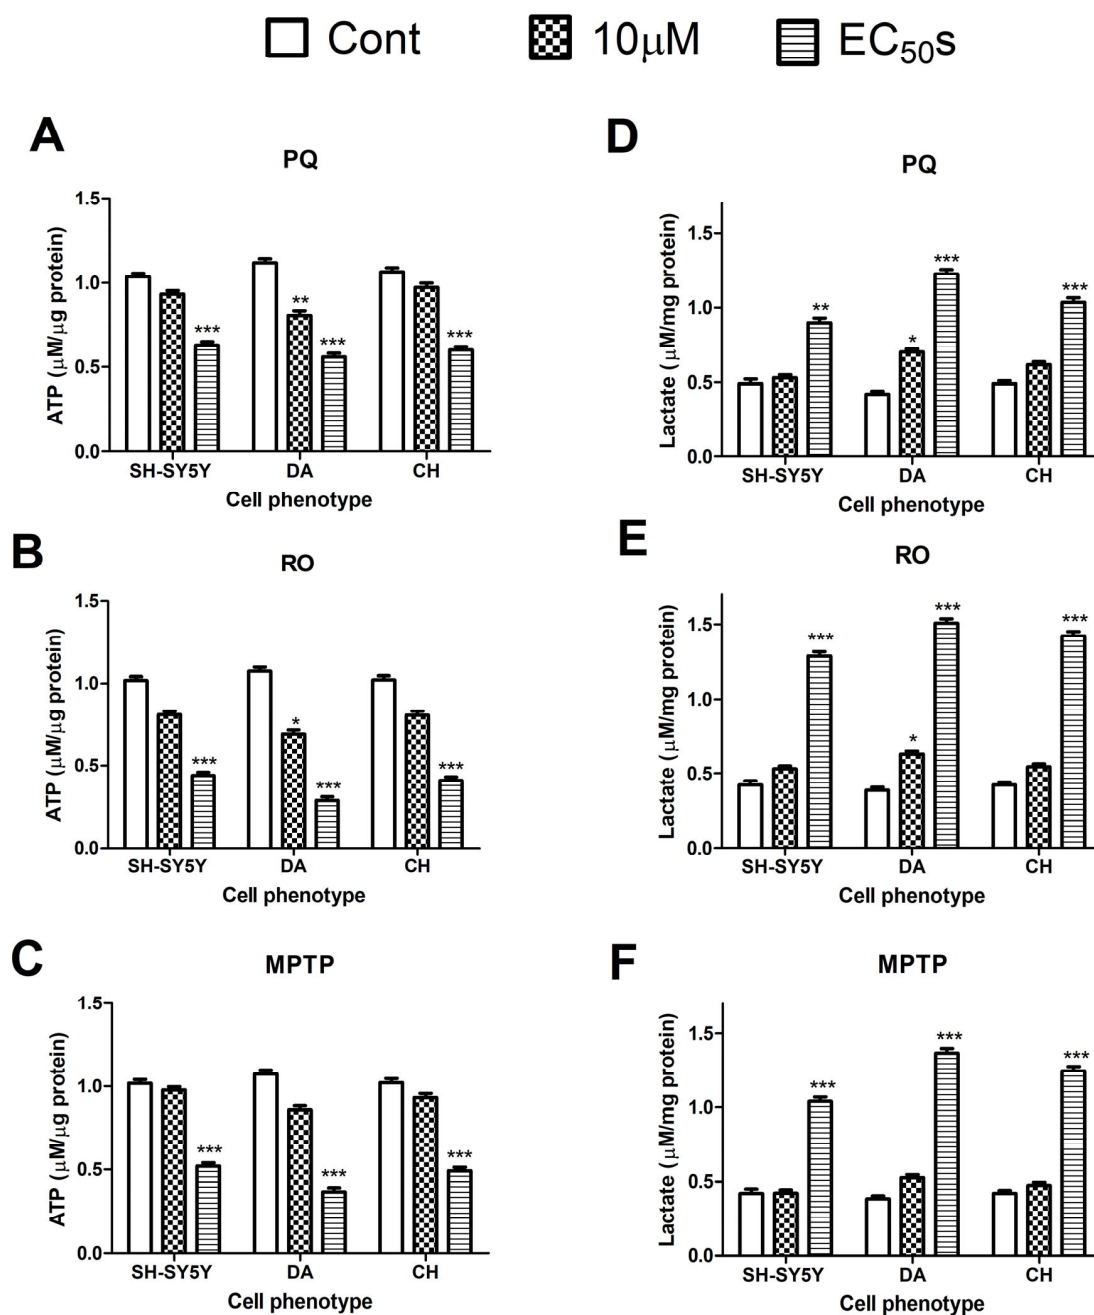 Cont 10μM EC50s
A
PQ
ATP (μM/μg protein)
1.5
1.0
0.5
0.0
**
***
***
***
SH-SY5Y DA CH
Cell phenotype
D
PQ
Lactate (μM/mg protein)
1.5
1.0
0.5
0.0
**
*
***
***
SH-SY5Y DA CH
Cell phenotype
B
RO
ATP (μM/μg protein)
1.5
1.0
0.5
0.0
*
***
***
***
SH-SY5Y DA CH
Cell phenotype
E
RO
Lactate (μM/mg protein)
1.5
1.0
0.5
0.0
***
*
***
***
SH-SY5Y DA CH
Cell phenotype
C
MPTP
ATP (μM/μg protein)
1.5
1.0
0.5
0.0
***
***
***
SH-SY5Y DA CH
Cell phenotype
F
MPTP
Lactate (μM/mg protein)
1.5
1.0
0.5
0.0
***
***
***
SH-SY5Y DA CH
Cell phenotype